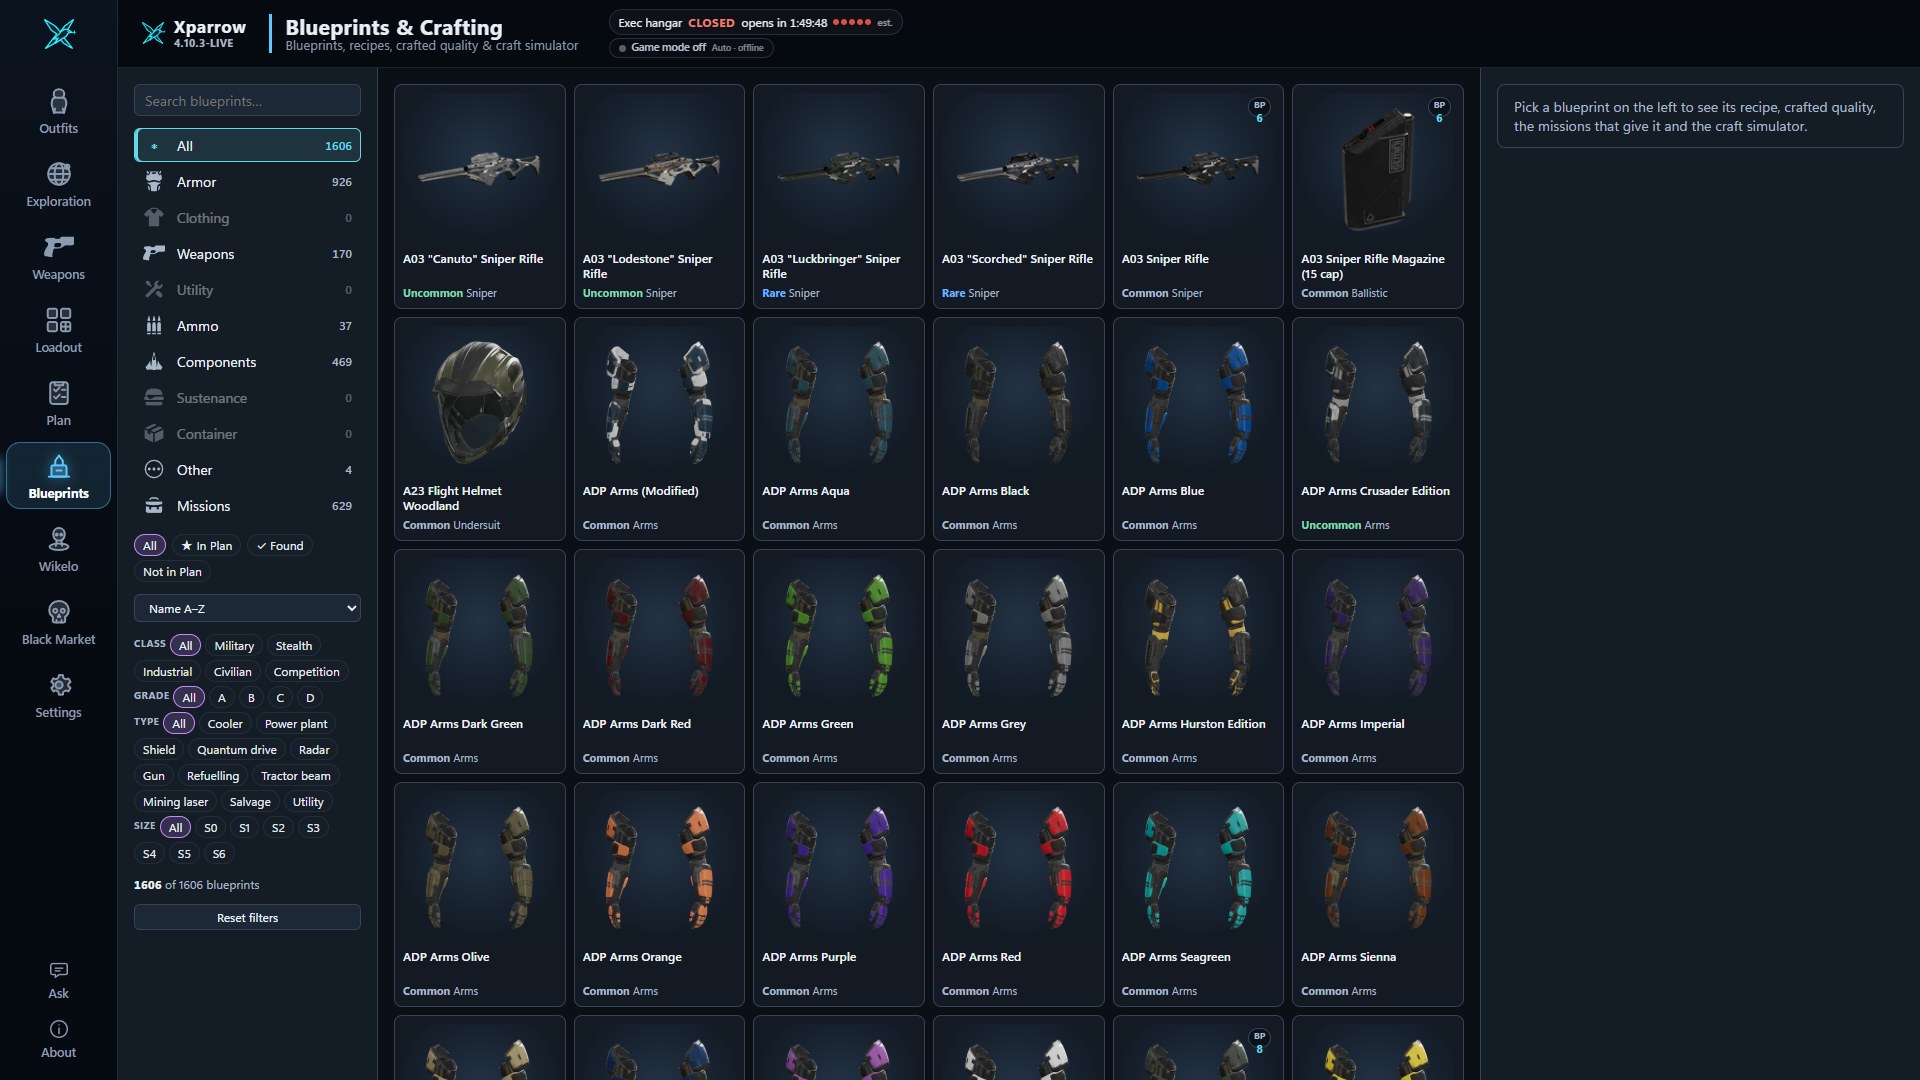 Xparrow
4.10.3-LIVE
Blueprints & Crafting
Blueprints, recipes, crafted quality & craft simulator
Exec hangar CLOSED opens in 1:49:48 est.
Game mode off Auto - offline
Outfits
Exploration
Weapons
Loadout
Plan
Blueprints
Wikelo
Black Market
Settings
Ask
About
Search blueprints...
All 1606
Armor 926
Clothing 0
Weapons 170
Utility 0
Ammo 37
Components 469
Sustenance 0
Container 0
Other 4
Missions 629
All ★ In Plan ✓ Found
Not in Plan
Name A–Z
CLASS All Military Stealth
Industrial Civilian Competition
GRADE All A B C D
TYPE All Cooler Power plant
Shield Quantum drive Radar
Gun Refuelling Tractor beam
Mining laser Salvage Utility
SIZE All S0 S1 S2 S3
S4 S5 S6
1606 of 1606 blueprints
Reset filters
A03 "Canuto" Sniper Rifle
Uncommon Sniper
A03 "Lodestone" Sniper
Rifle
Uncommon Sniper
A03 "Luckbringer" Sniper
Rifle
Rare Sniper
A03 "Scorched" Sniper Rifle
Rare Sniper
BP
6
A03 Sniper Rifle
Common Sniper
BP
6
A03 Sniper Rifle Magazine
(15 cap)
Common Ballistic
A23 Flight Helmet
Woodland
Common Undersuit
ADP Arms (Modified)
Common Arms
ADP Arms Aqua
Common Arms
ADP Arms Black
Common Arms
ADP Arms Blue
Common Arms
ADP Arms Crusader Edition
Uncommon Arms
ADP Arms Dark Green
Common Arms
ADP Arms Dark Red
Common Arms
ADP Arms Green
Common Arms
ADP Arms Grey
Common Arms
ADP Arms Hurston Edition
Common Arms
ADP Arms Imperial
Common Arms
ADP Arms Olive
Common Arms
ADP Arms Orange
Common Arms
ADP Arms Purple
Common Arms
ADP Arms Red
Common Arms
ADP Arms Seagreen
Common Arms
ADP Arms Sienna
Common Arms
BP
8
Pick a blueprint on the left to see its recipe, crafted quality,
the missions that give it and the craft simulator.